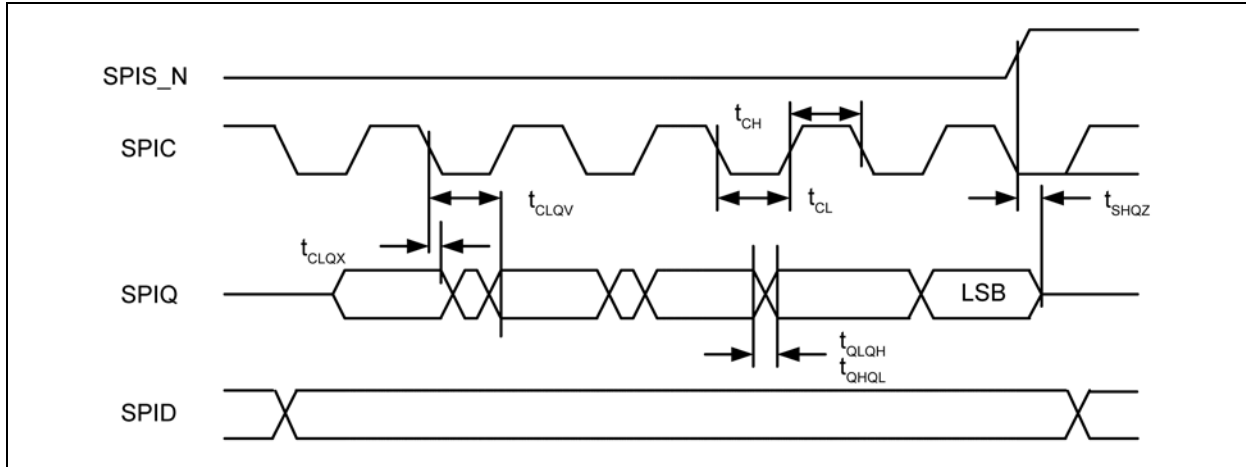 SPIS_N
SPIC
tCH
tCLQV
tCL
tSHQZ
tCLQX
SPIQ
LSB
tQLQH
tQHQL
SPID